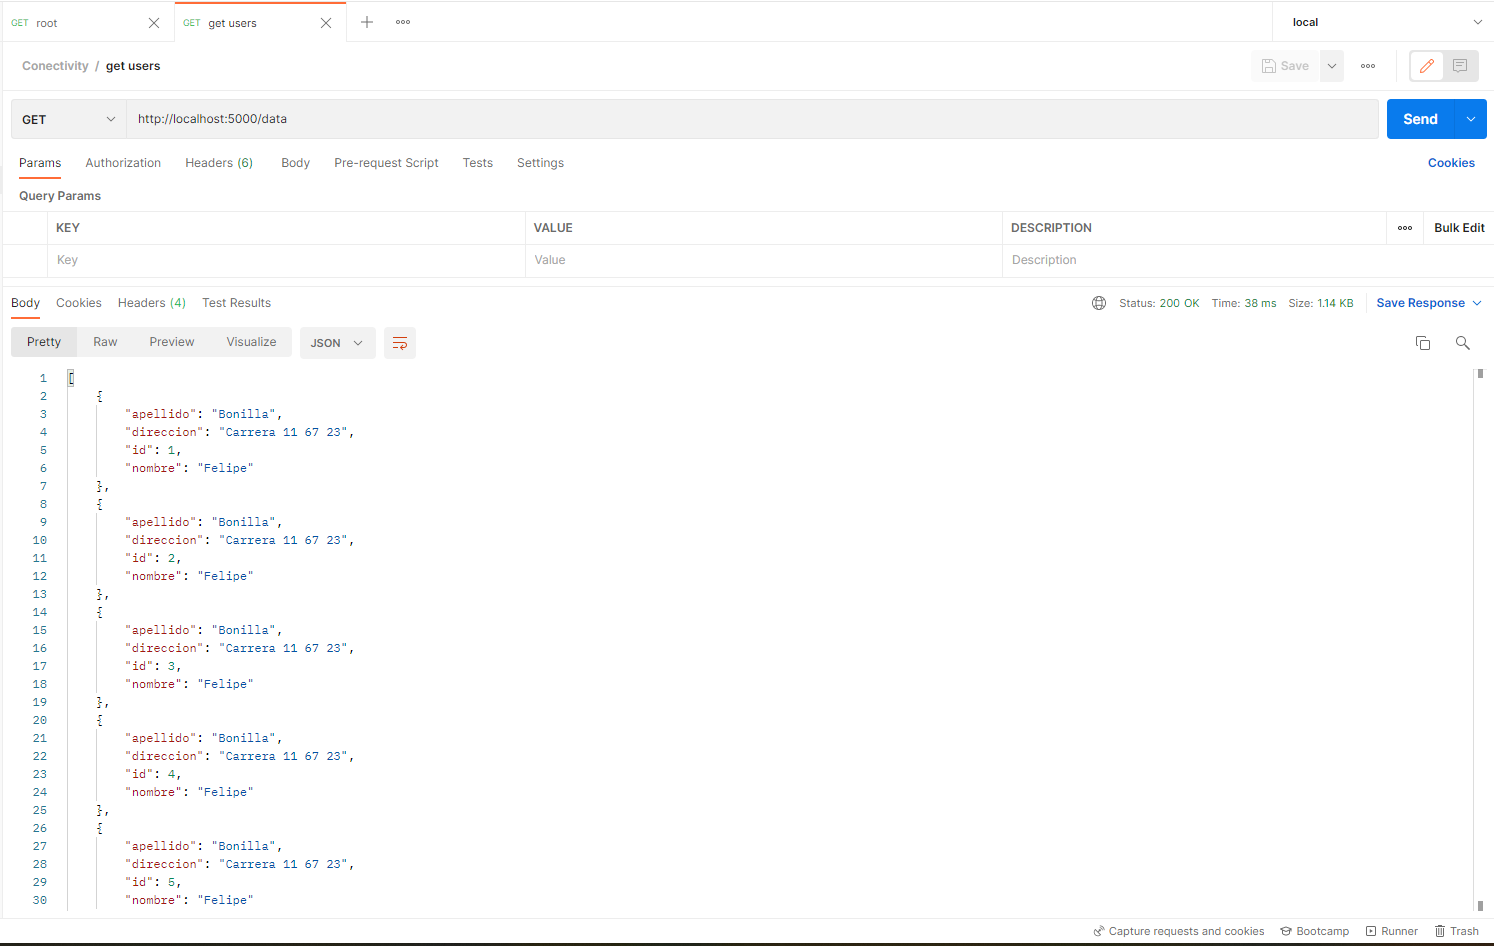 GET root
GET get users
local
Conectivity / get users
Save
GET
http://localhost:5000/data
Send
Params Authorization Headers (6) Body Pre-request Script Tests Settings
Cookies
Query Params
KEY VALUE DESCRIPTION Bulk Edit
Key Value Description
Body Cookies Headers (4) Test Results
Status: 200 OK Time: 38 ms Size: 1.14 KB Save Response
Pretty Raw Preview Visualize JSON
1 [
2 {
3 "apellido": "Bonilla",
4 "direccion": "Carrera 11 67 23",
5 "id": 1,
6 "nombre": "Felipe"
7 },
8 {
9 "apellido": "Bonilla",
10 "direccion": "Carrera 11 67 23",
11 "id": 2,
12 "nombre": "Felipe"
13 },
14 {
15 "apellido": "Bonilla",
16 "direccion": "Carrera 11 67 23",
17 "id": 3,
18 "nombre": "Felipe"
19 },
20 {
21 "apellido": "Bonilla",
22 "direccion": "Carrera 11 67 23",
23 "id": 4,
24 "nombre": "Felipe"
25 },
26 {
27 "apellido": "Bonilla",
28 "direccion": "Carrera 11 67 23",
29 "id": 5,
30 "nombre": "Felipe"
Capture requests and cookies Bootcamp Runner Trash